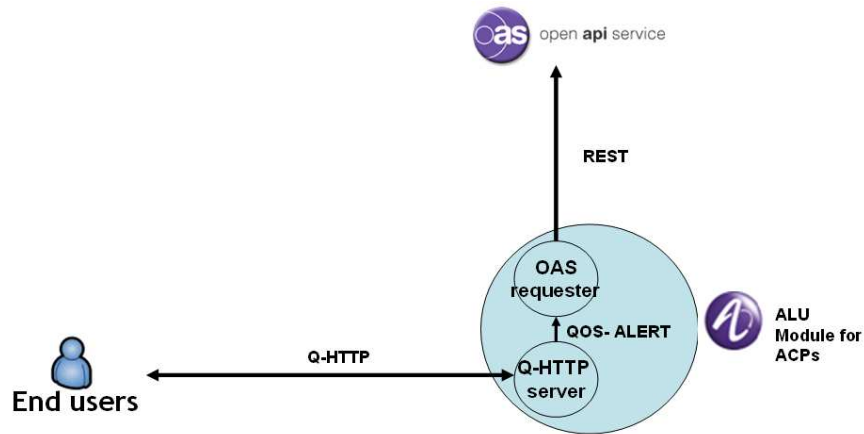 oas open api service
REST
OAS
requester
QOS- ALERT
ALU
Module for
ACPs
Q-HTTP
Q-HTTP
server
End users